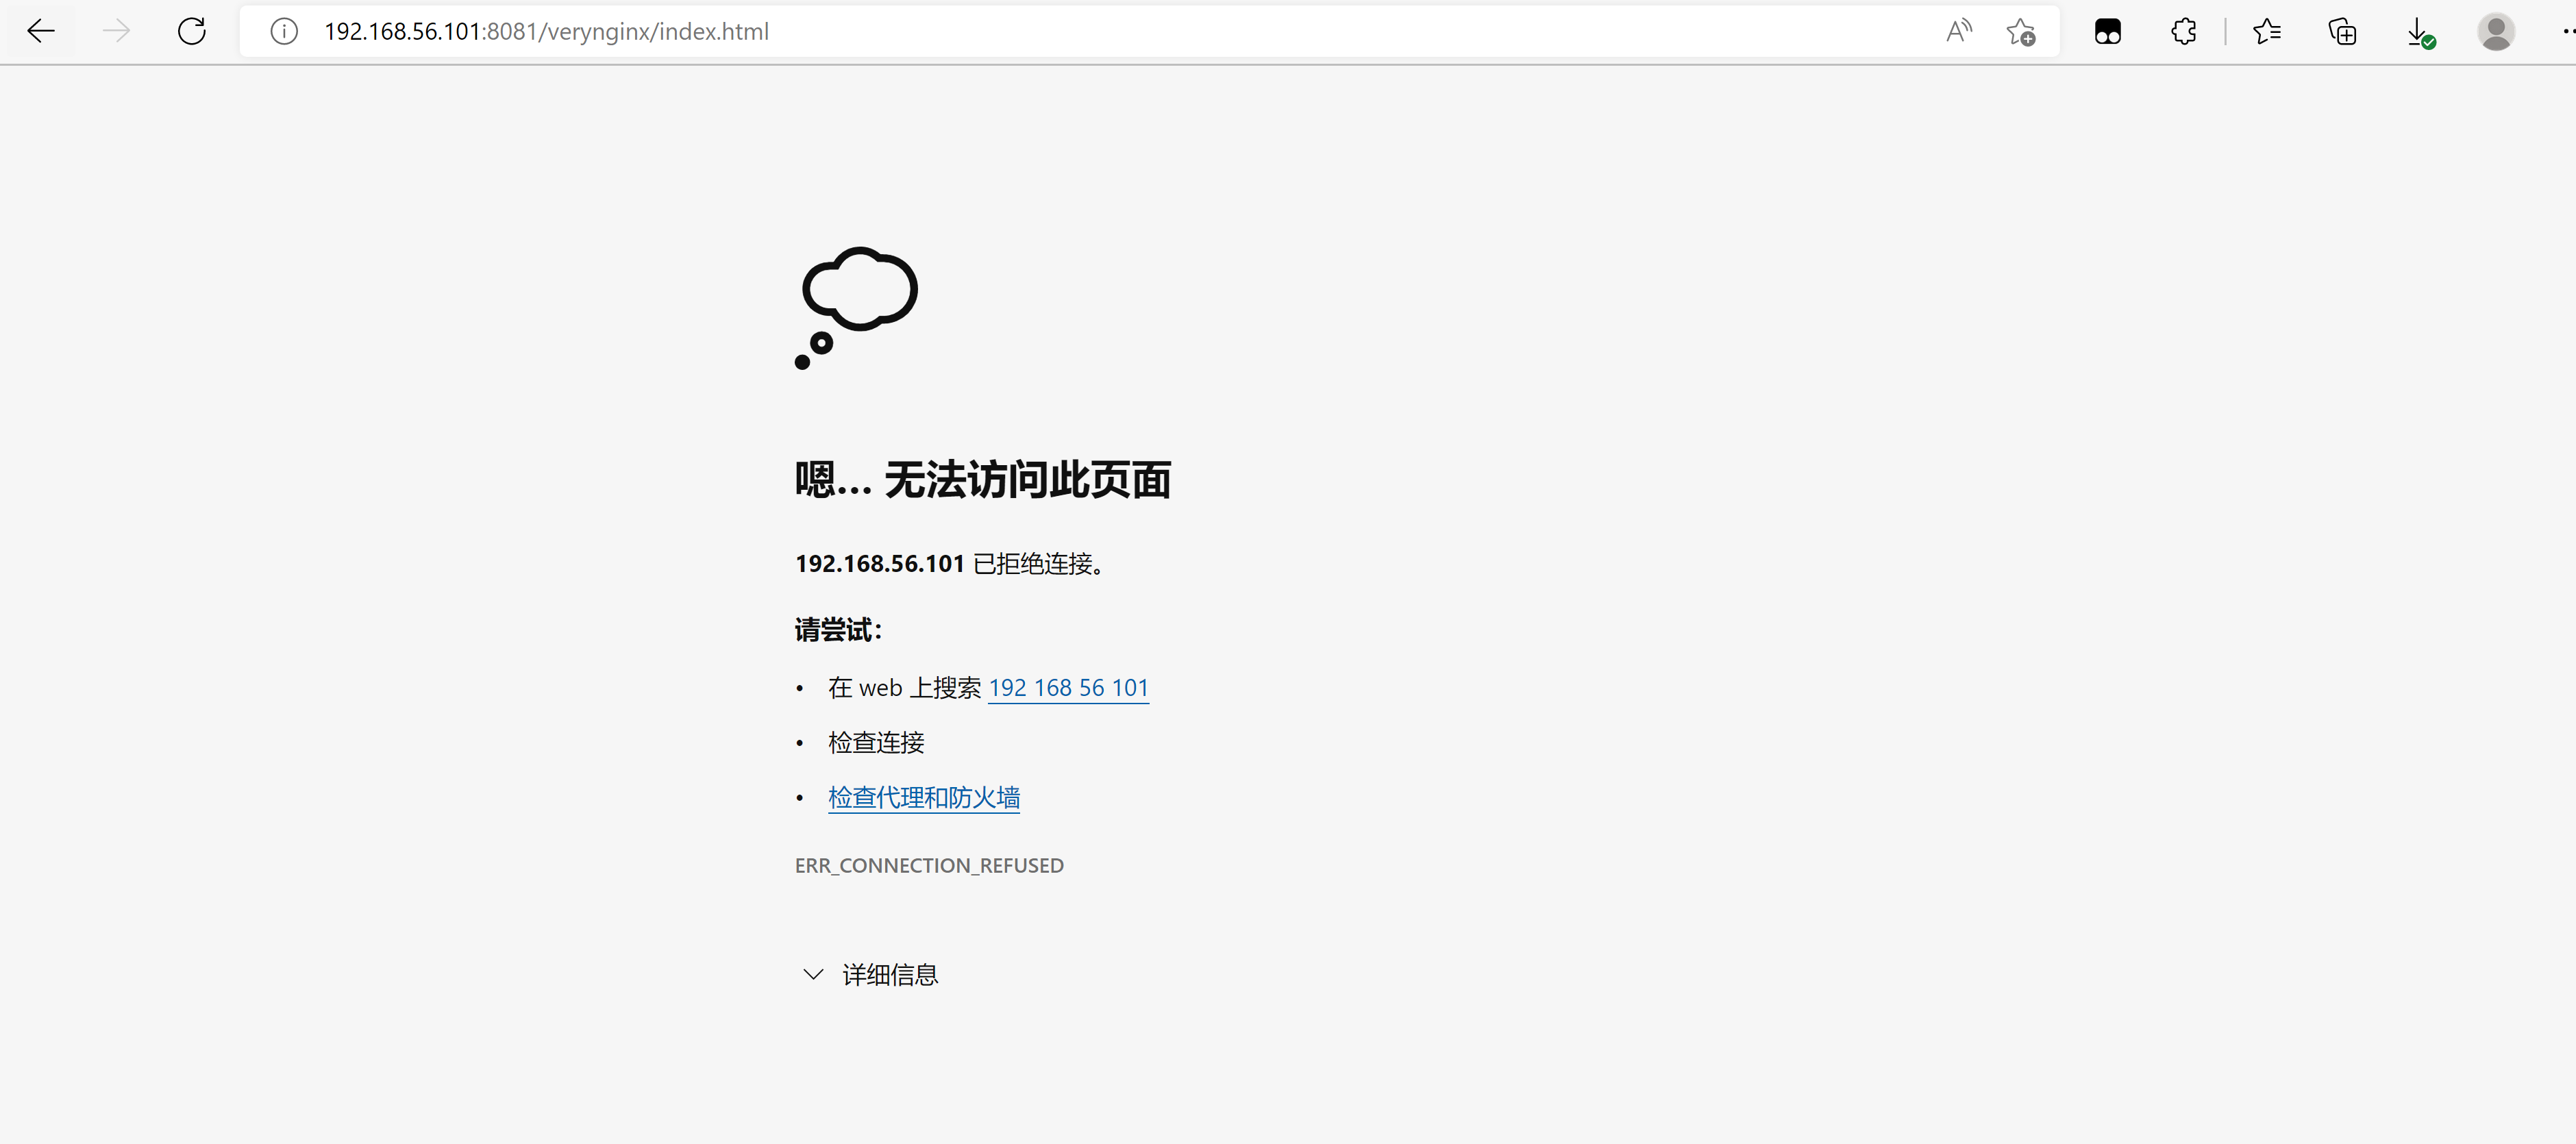 192.168.56.101:8081/verynginx/index.html
嗯... 无法访问此页面
192.168.56.101 已拒绝连接。
请尝试：
• 在 web 上搜索 192 168 56 101
• 检查连接
• 检查代理和防火墙
ERR_CONNECTION_REFUSED
详细信息